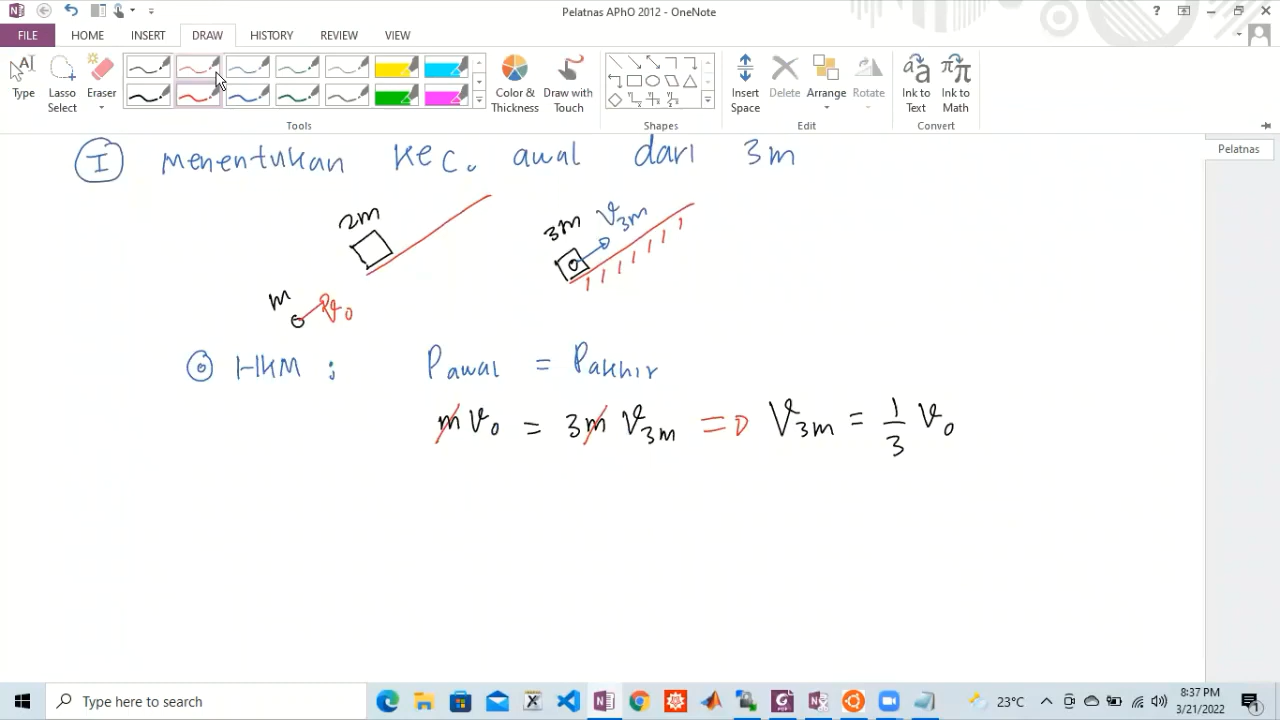 Pelatnas APhO 2012 - OneNote
FILE HOME INSERT DRAW HISTORY REVIEW VIEW
Type Lasso Select Eraser Color & Thickness Draw with Touch Insert Space Delete Arrange Rotate Ink to Text Ink to Math
Tools Shapes Edit Convert
Pelatnas
I menentukan kec. awal dari 3m
2m 3m V3m
m V0
HKM : Pawal = Pakhir
m V0 = 3m V3m => V3m = 1/3 V0
Type here to search
23°C
8:37 PM
3/21/2022